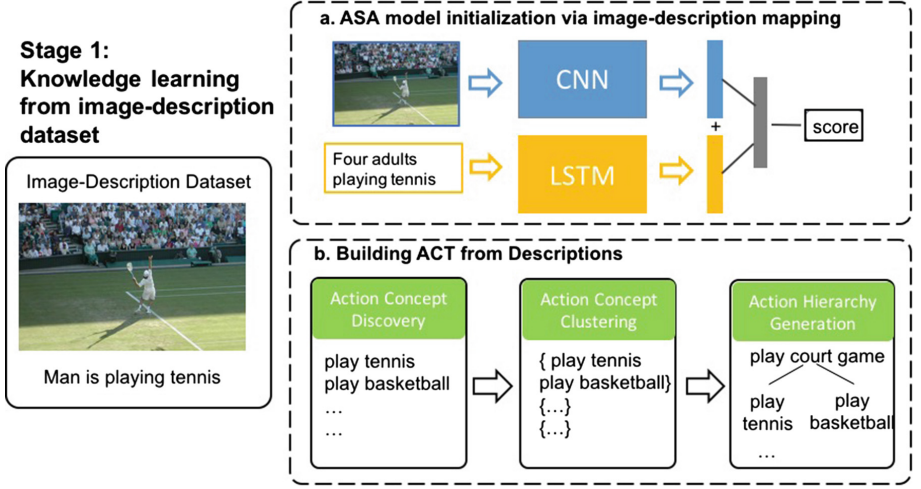 Stage 1:
Knowledge learning
from image-description
dataset
Image-Description Dataset
Man is playing tennis
a. ASA model initialization via image-description mapping
CNN
+
score
Four adults
playing tennis
LSTM
b. Building ACT from Descriptions
Action Concept
Discovery
play tennis
play basketball
...
...
Action Concept
Clustering
{ play tennis
play basketball}
{...}
{...}
Action Hierarchy
Generation
play court game
play
tennis
play
basketball
...